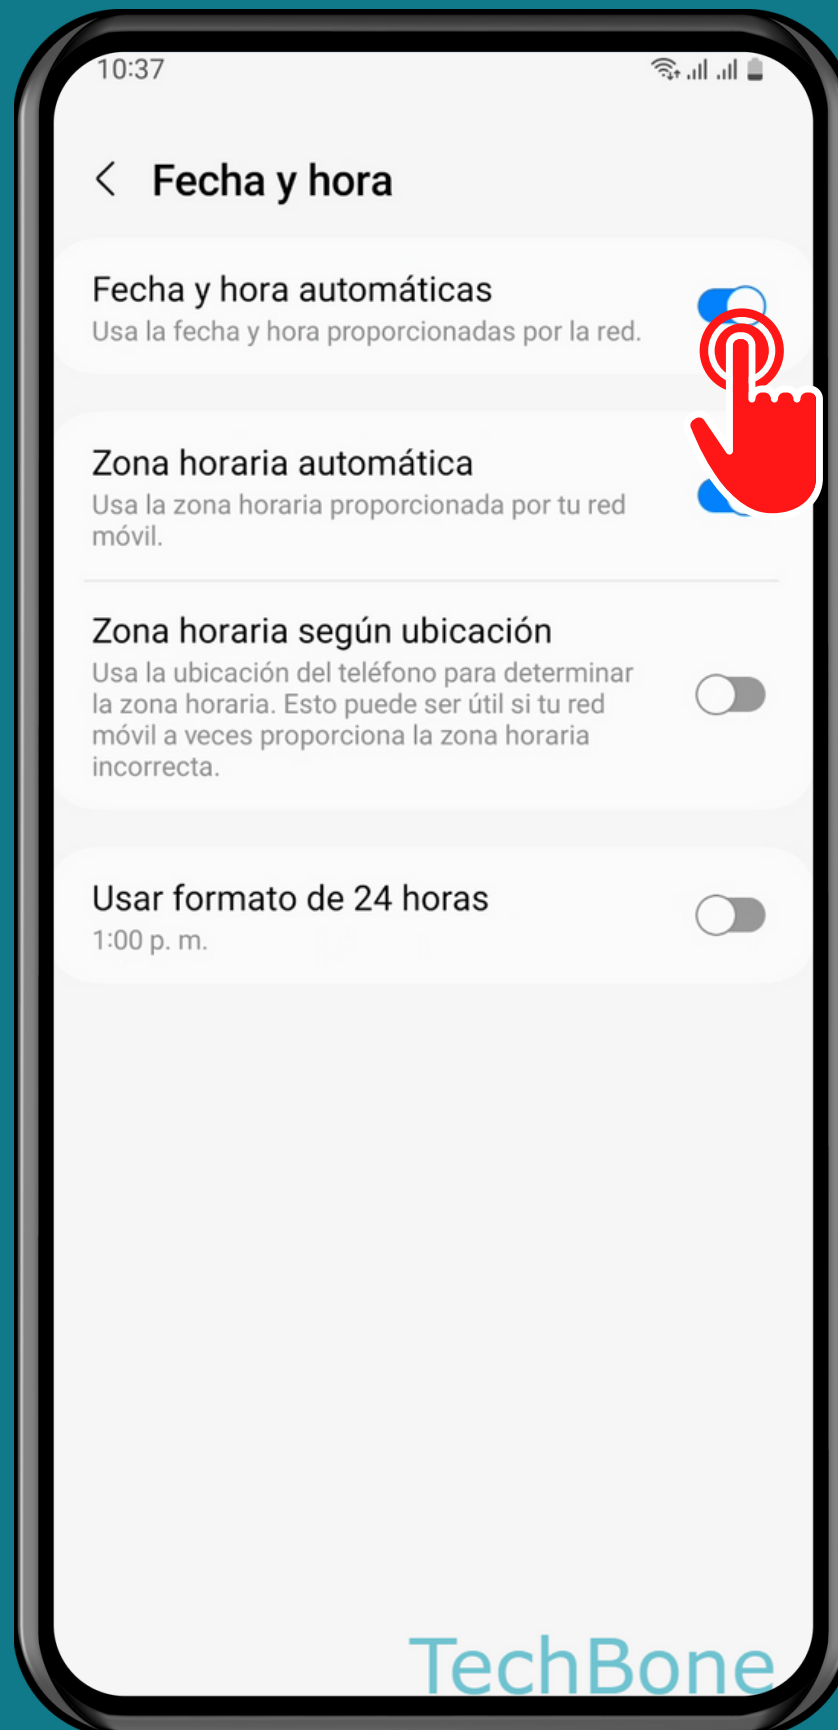 10:37
Fecha y hora
Fecha y hora automáticas
Usa la fecha y hora proporcionadas por la red.
Zona horaria automática
Usa la zona horaria proporcionada por tu red
móvil.
Zona horaria según ubicación
Usa la ubicación del teléfono para determinar
la zona horaria. Esto puede ser útil si tu red
móvil a veces proporciona la zona horaria
incorrecta.
Usar formato de 24 horas
1:00 p. m.
TechBone